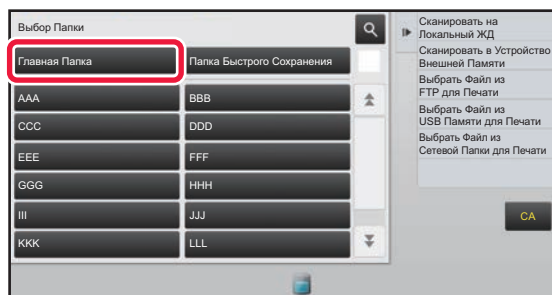 Выбор Папки
Главная Папка
Папка Быстрого Сохранения
AAA
BBB
CCC
DDD
EEE
FFF
GGG
HHH
III
JJJ
KKK
LLL
Сканировать на
Локальный ЖД
Сканировать в Устройство
Внешней Памяти
Выбрать Файл из
FTP для Печати
Выбрать Файл из
USB Памяти для Печати
Выбрать Файл из
Сетевой Папки для Печати
CA